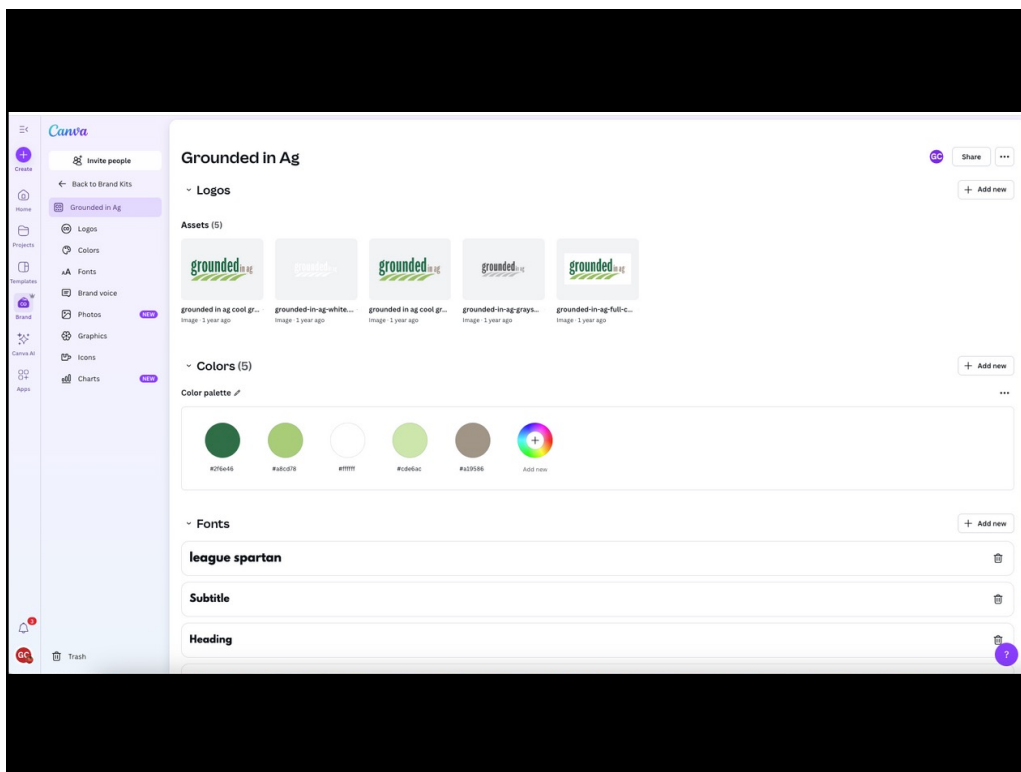 Canva
Create
Home
Projects
Templates
Brand
Canva AI
Apps
3
GC
Invite people
Back to Brand Kits
Grounded in Ag
Logos
Colors
Fonts
Brand voice
Photos NEW
Graphics
Icons
Charts NEW
Trash
Grounded in Ag
GC Share
Logos
+ Add new
Assets (5)
grounded in ag
grounded in ag
grounded in ag
grounded in ag
grounded in ag cool gr... grounded-in-ag-white... grounded in ag cool gr... grounded-in-ag-grays... grounded-in-ag-full-c...
Image · 1 year ago Image · 1 year ago Image · 1 year ago Image · 1 year ago Image · 1 year ago
Colors (5)
+ Add new
Color palette
#2f6e46 #a8cd78 #ffffff #cde6ac #a19586 Add new
Fonts
+ Add new
league spartan
Subtitle
Heading
?